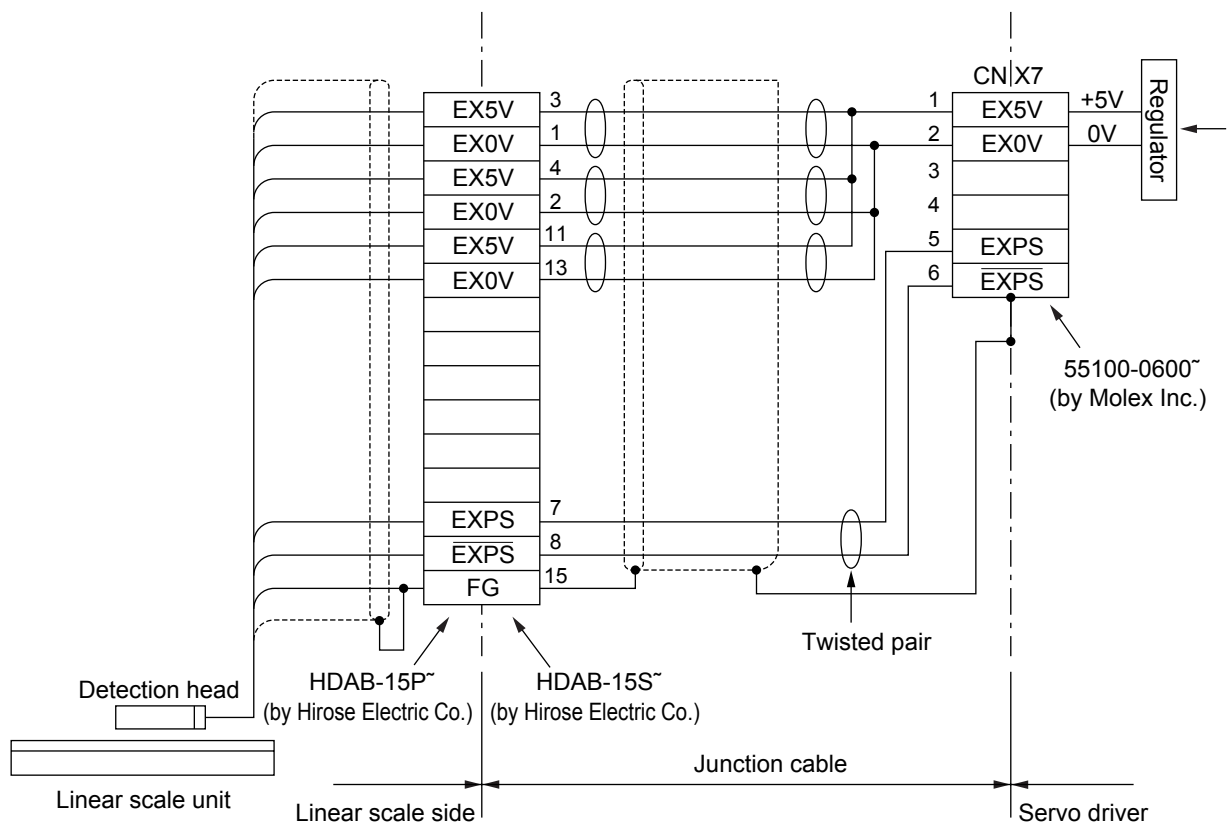 CN X7
EX5V 3 1 EX5V +5V
EX0V 1 2 EX0V 0V
EX5V 4 3
EX0V 2 4
EX5V 11 5 EXPS
EX0V 13 6 EXPS
Regulator
55100-0600˜
(by Molex Inc.)
EXPS 7
EXPS 8
FG 15
Twisted pair
HDAB-15P˜
(by Hirose Electric Co.)
HDAB-15S˜
(by Hirose Electric Co.)
Detection head
Linear scale unit
Linear scale side
Junction cable
Servo driver